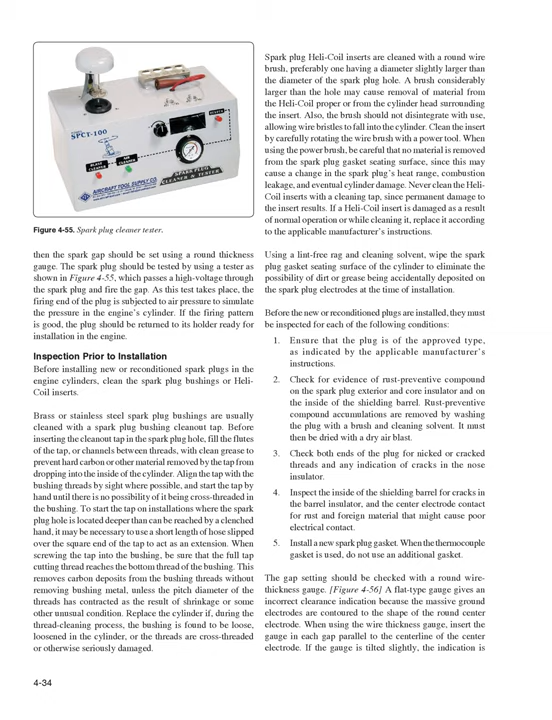 SPCT-100
AIRCRAFT TOOL SUPPLY CO.
SPARK PLUG
CLEANER & TESTER
Figure 4-55. Spark plug cleaner tester.
then the spark gap should be set using a round thickness
gauge. The spark plug should be tested by using a tester as
shown in Figure 4-55, which passes a high-voltage through
the spark plug and fire the gap. As this test takes place, the
firing end of the plug is subjected to air pressure to simulate
the pressure in the engine's cylinder. If the firing pattern
is good, the plug should be returned to its holder ready for
installation in the engine.
Inspection Prior to Installation
Before installing new or reconditioned spark plugs in the
engine cylinders, clean the spark plug bushings or Heli-
Coil inserts.
Brass or stainless steel spark plug bushings are usually
cleaned with a spark plug bushing cleanout tap. Before
inserting the cleanout tap in the spark plug hole, fill the flutes
of the tap, or channels between threads, with clean grease to
prevent hard carbon or other material removed by the tap from
dropping into the inside of the cylinder. Align the tap with the
bushing threads by sight where possible, and start the tap by
hand until there is no possibility of it being cross-threaded in
the bushing. To start the tap on installations where the spark
plug hole is located deeper than can be reached by a clenched
hand, it may be necessary to use a short length of hose slipped
over the square end of the tap to act as an extension. When
screwing the tap into the bushing, be sure that the full tap
cutting thread reaches the bottom thread of the bushing. This
removes carbon deposits from the bushing threads without
removing bushing metal, unless the pitch diameter of the
threads has contracted as the result of shrinkage or some
other unusual condition. Replace the cylinder if, during the
thread-cleaning process, the bushing is found to be loose,
loosened in the cylinder, or the threads are cross-threaded
or otherwise seriously damaged.
Spark plug Heli-Coil inserts are cleaned with a round wire
brush, preferably one having a diameter slightly larger than
the diameter of the spark plug hole. A brush considerably
larger than the hole may cause removal of material from
the Heli-Coil proper or from the cylinder head surrounding
the insert. Also, the brush should not disintegrate with use,
allowing wire bristles to fall into the cylinder. Clean the insert
by carefully rotating the wire brush with a power tool. When
using the power brush, be careful that no material is removed
from the spark plug gasket seating surface, since this may
cause a change in the spark plug's heat range, combustion
leakage, and eventual cylinder damage. Never clean the Heli-
Coil inserts with a cleaning tap, since permanent damage to
the insert results. If a Heli-Coil insert is damaged as a result
of normal operation or while cleaning it, replace it according
to the applicable manufacturer's instructions.
Using a lint-free rag and cleaning solvent, wipe the spark
plug gasket seating surface of the cylinder to eliminate the
possibility of dirt or grease being accidentally deposited on
the spark plug electrodes at the time of installation.
Before the new or reconditioned plugs are installed, they must
be inspected for each of the following conditions:
1. Ensure that the plug is of the approved type,
as indicated by the applicable manufacturer's
instructions.
2. Check for evidence of rust-preventive compound
on the spark plug exterior and core insulator and on
the inside of the shielding barrel. Rust-preventive
compound accumulations are removed by washing
the plug with a brush and cleaning solvent. It must
then be dried with a dry air blast.
3. Check both ends of the plug for nicked or cracked
threads and any indication of cracks in the nose
insulator.
4. Inspect the inside of the shielding barrel for cracks in
the barrel insulator, and the center electrode contact
for rust and foreign material that might cause poor
electrical contact.
5. Install a new spark plug gasket. When the thermocouple
gasket is used, do not use an additional gasket.
The gap setting should be checked with a round wire-
thickness gauge. [Figure 4-56] A flat-type gauge gives an
incorrect clearance indication because the massive ground
electrodes are contoured to the shape of the round center
electrode. When using the wire thickness gauge, insert the
gauge in each gap parallel to the centerline of the center
electrode. If the gauge is tilted slightly, the indication is
4-34